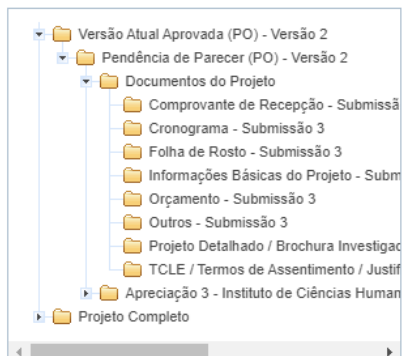 Versão Atual Aprovada (PO) - Versão 2
Pendência de Parecer (PO) - Versão 2
Documentos do Projeto
Comprovante de Recepção - Submissã
Cronograma - Submissão 3
Folha de Rosto - Submissão 3
Informações Básicas do Projeto - Subm
Orçamento - Submissão 3
Outros - Submissão 3
Projeto Detalhado / Brochura Investigad
TCLE / Termos de Assentimento / Justif
Apreciação 3 - Instituto de Ciências Human
Projeto Completo